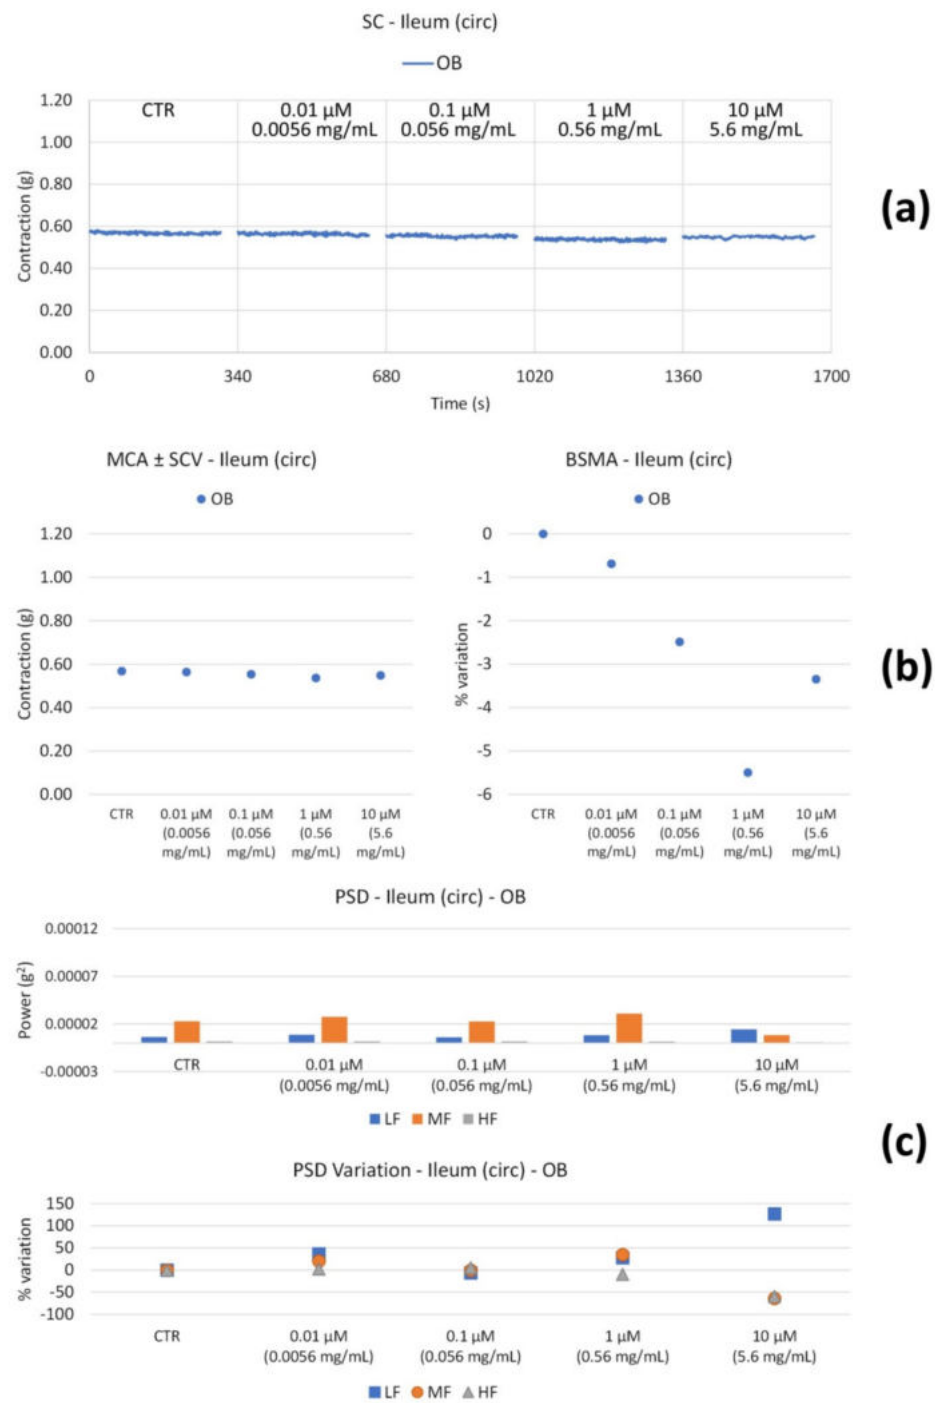 SC - Ileum (circ)
OB
1.20
1.00
0.80
0.60
0.40
0.20
0.00
Contraction (g)
CTR
0.01 µM
0.0056 mg/mL
0.1 µM
0.056 mg/mL
1 µM
0.56 mg/mL
10 µM
5.6 mg/mL
0 340 680 1020 1360 1700
Time (s)
(a)
MCA ± SCV - Ileum (circ)
OB
1.20
1.00
0.80
0.60
0.40
0.20
0.00
Contraction (g)
CTR 0.01 µM 0.1 µM 1 µM 10 µM
(0.0056 (0.056 (0.56 (5.6
mg/mL) mg/mL) mg/mL) mg/mL)
BSMA - Ileum (circ)
OB
0
-1
-2
-3
-4
-5
-6
% variation
CTR 0.01 µM 0.1 µM 1 µM 10 µM
(0.0056 (0.056 (0.56 (5.6
mg/mL) mg/mL) mg/mL) mg/mL)
(b)
PSD - Ileum (circ) - OB
0.00012
0.00007
0.00002
-0.00003
Power (g²)
CTR 0.01 µM 0.1 µM 1 µM 10 µM
(0.0056 mg/mL) (0.056 mg/mL) (0.56 mg/mL) (5.6 mg/mL)
LF MF HF
(c)
PSD Variation - Ileum (circ) - OB
150
100
50
0
-50
-100
% variation
CTR 0.01 µM 0.1 µM 1 µM 10 µM
(0.0056 mg/mL) (0.056 mg/mL) (0.56 mg/mL) (5.6 mg/mL)
LF MF HF